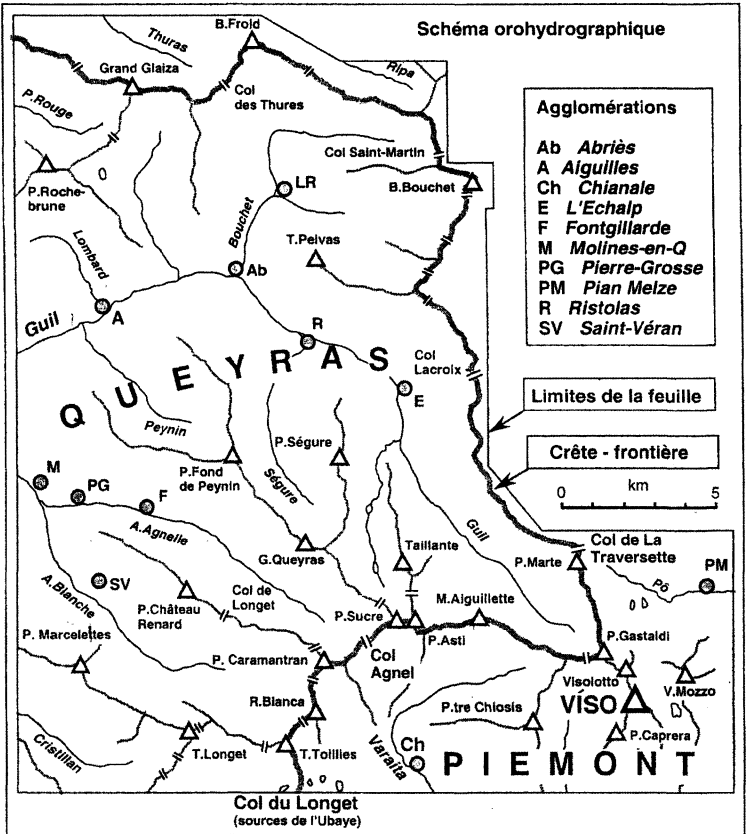 Schéma orohydrographique
B.Froid
Thuras
Ripa
Grand Glaiza
Col
des Thures
P.Rouge
Col Saint-Martin
P.Roche-
brune
LR
B.Bouchet
Bouchet
T.Pelvas
Lombard
Ab
A
Guil
R
Col
Lacroix
QUEYRAS
E
Peynin
P.Ségure
Ségure
P.Fond
de Peynin
M
PG
F
A.Agnelle
G.Queyras
Guil
Taillante
Col de La
Traversette
P.Marte
PM
Pô
SV
A.Blanche
P.Château
Renard
Col de
Longet
P.Sucre
M.Aiguillette
P.Asti
P.Gastaldi
P. Marcelettes
P. Caramantran
Col
Agnel
Visolotto
VISO
V.Mozzo
R.Bianca
P.tre Chiosis
P.Caprera
Cristillan
T.Longet
T.Toillies
Varaita
Ch
PIEMONT
Col du Longet
(sources de l'Ubaye)
Agglomérations
Ab Abriès
A Aiguilles
Ch Chianale
E L'Echalp
F Fontgillarde
M Molines-en-Q
PG Pierre-Grosse
PM Pian Melze
R Ristolas
SV Saint-Véran
Limites de la feuille
Crête - frontière
0 km 5